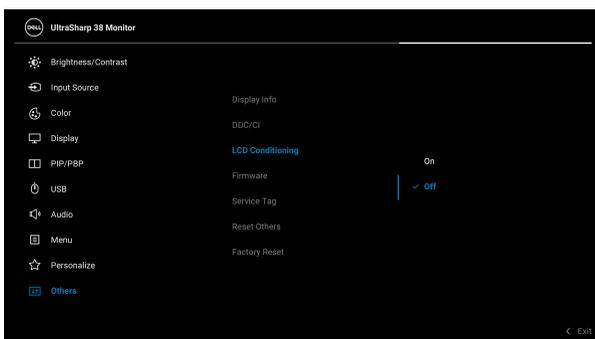 DELL UltraSharp 38 Monitor
Brightness/Contrast
Input Source
Color
Display
PIP/PBP
USB
Audio
Menu
Personalize
Others
Display Info
DDC/CI
LCD Conditioning
Firmware
Service Tag
Reset Others
Factory Reset
On
Off
Exit